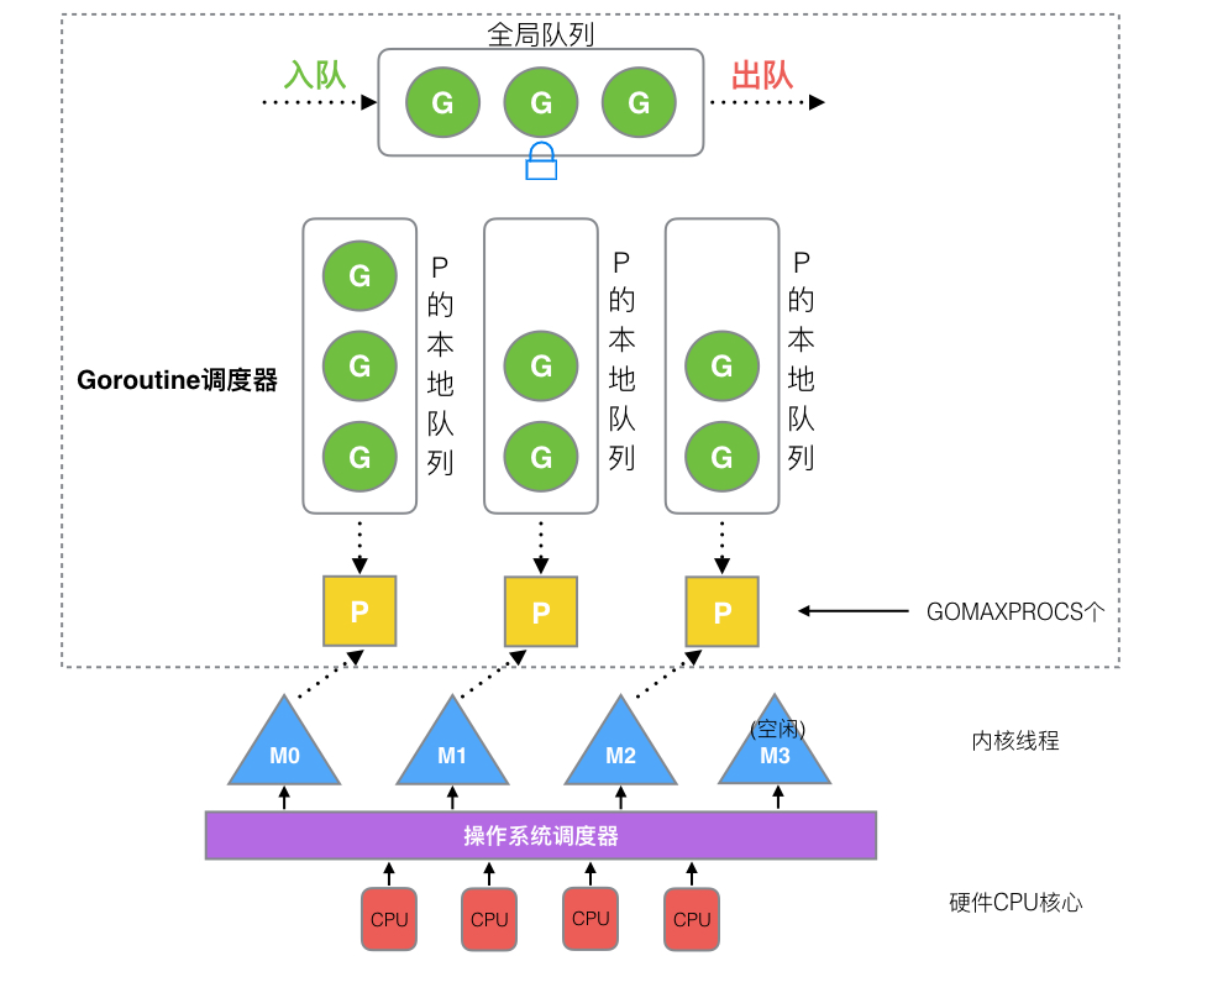 全局队列
入队
出队
G G G
G
P的本地队列
P的本地队列
P的本地队列
G G G
Goroutine调度器
G G G
P P P
GOMAXPROCS个
(空闲)
M0 M1 M2 M3
内核线程
操作系统调度器
CPU CPU CPU CPU
硬件CPU核心